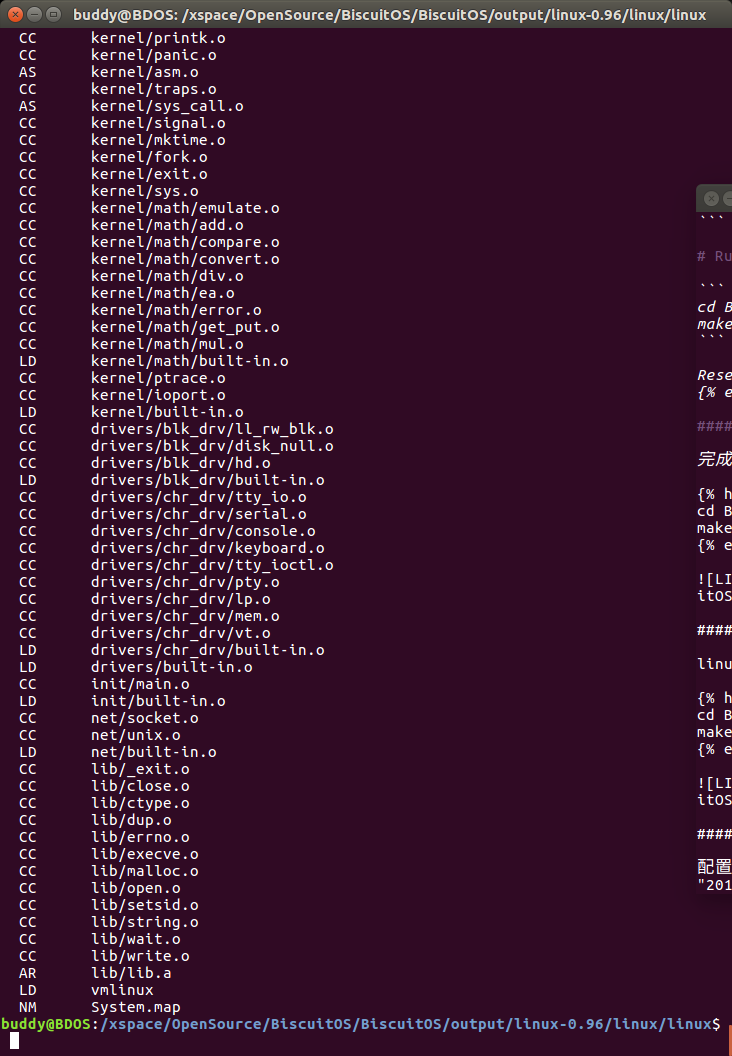 buddy@BDOS: /xspace/OpenSource/BiscuitOS/BiscuitOS/output/linux-0.96/linux/linux
CC kernel/printk.o
CC kernel/panic.o
AS kernel/asm.o
CC kernel/traps.o
AS kernel/sys_call.o
CC kernel/signal.o
CC kernel/mktime.o
CC kernel/fork.o
CC kernel/exit.o
CC kernel/sys.o
CC kernel/math/emulate.o
CC kernel/math/add.o
CC kernel/math/compare.o
CC kernel/math/convert.o
CC kernel/math/div.o
CC kernel/math/ea.o
CC kernel/math/error.o
CC kernel/math/get_put.o
CC kernel/math/mul.o
LD kernel/math/built-in.o
CC kernel/ptrace.o
CC kernel/ioport.o
LD kernel/built-in.o
CC drivers/blk_drv/ll_rw_blk.o
CC drivers/blk_drv/disk_null.o
CC drivers/blk_drv/hd.o
LD drivers/blk_drv/built-in.o
CC drivers/chr_drv/tty_io.o
CC drivers/chr_drv/serial.o
CC drivers/chr_drv/console.o
CC drivers/chr_drv/keyboard.o
CC drivers/chr_drv/tty_ioctl.o
CC drivers/chr_drv/pty.o
CC drivers/chr_drv/lp.o
CC drivers/chr_drv/mem.o
CC drivers/chr_drv/vt.o
LD drivers/chr_drv/built-in.o
LD drivers/built-in.o
CC init/main.o
LD init/built-in.o
CC net/socket.o
CC net/unix.o
LD net/built-in.o
CC lib/_exit.o
CC lib/close.o
CC lib/ctype.o
CC lib/dup.o
CC lib/errno.o
CC lib/execve.o
CC lib/malloc.o
CC lib/open.o
CC lib/setsid.o
CC lib/string.o
CC lib/wait.o
CC lib/write.o
AR lib/lib.a
LD vmlinux
NM System.map
buddy@BDOS:/xspace/OpenSource/BiscuitOS/BiscuitOS/output/linux-0.96/linux/linux$
```
# Ru
```
cd B
make
```
Rese
{% e
####
完成
{% h
cd B
make
{% e
![LI
itOS
####
linu
{% h
cd B
make
{% e
![LI
itOS
####
配置
"201